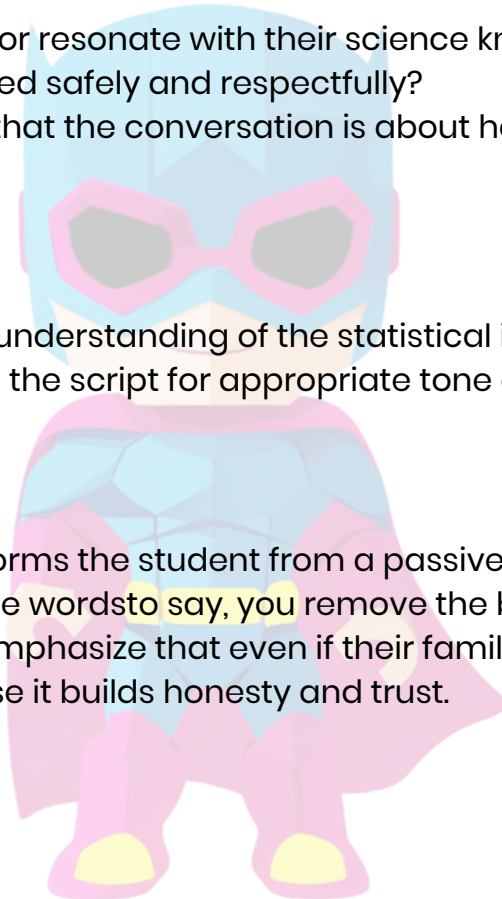 or resonate with their science kn
ed safely and respectfully?
that the conversation is about h
understanding of the statistical i
the script for appropriate tone
orms the student from a passive
e wordsto say, you remove the b
mphasize that even if their famil
se it builds honesty and trust.